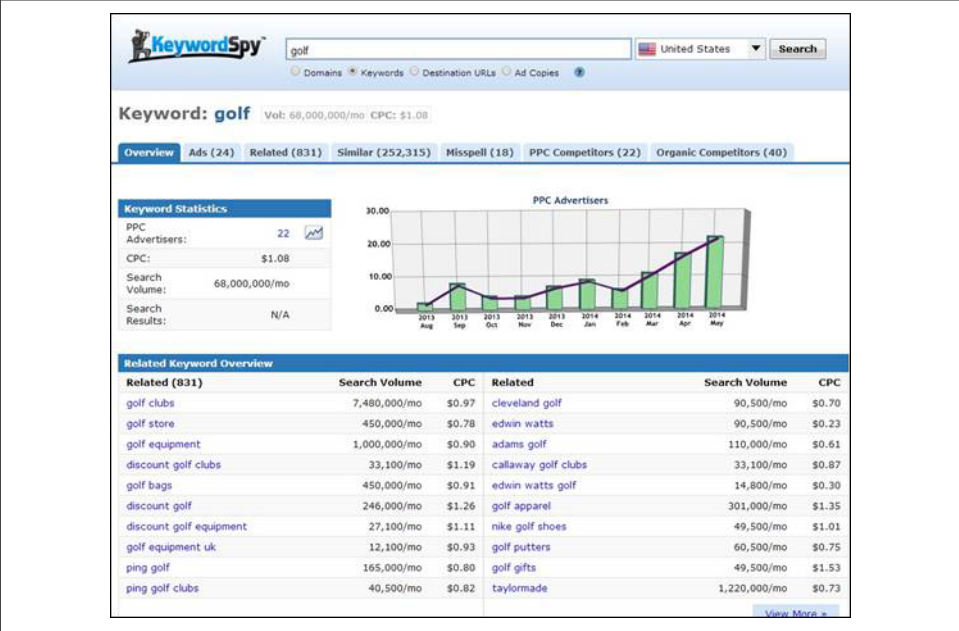 KeywordSpy™
golf
United States
Search
Domains Keywords Destination URLs Ad Copies ?
Keyword: golf Vol: 68,000,000/mo CPC: $1.08
Overview Ads (24) Related (831) Similar (252,315) Misspell (18) PPC Competitors (22) Organic Competitors (40)
Keyword Statistics
PPC Advertisers: 22
CPC: $1.08
Search Volume: 68,000,000/mo
Search Results: N/A
PPC Advertisers
30.00
20.00
10.00
0.00
2013 Aug 2013 Sep 2013 Oct 2013 Nov 2013 Dec 2014 Jan 2014 Feb 2014 Mar 2014 Apr 2014 May
Related Keyword Overview
Related (831) Search Volume CPC Related Search Volume CPC
golf clubs 7,480,000/mo $0.97 cleveland golf 90,500/mo $0.70
golf store 450,000/mo $0.78 edwin watts 90,500/mo $0.23
golf equipment 1,000,000/mo $0.90 adams golf 110,000/mo $0.61
discount golf clubs 33,100/mo $1.19 callaway golf clubs 33,100/mo $0.87
golf bags 450,000/mo $0.91 edwin watts golf 14,800/mo $0.30
discount golf 246,000/mo $1.26 golf apparel 301,000/mo $1.35
discount golf equipment 27,100/mo $1.11 nike golf shoes 49,500/mo $1.01
golf equipment uk 12,100/mo $0.93 golf putters 60,500/mo $0.75
ping golf 165,000/mo $0.80 golf gifts 49,500/mo $1.53
ping golf clubs 40,500/mo $0.82 taylormade 1,220,000/mo $0.73
View More »